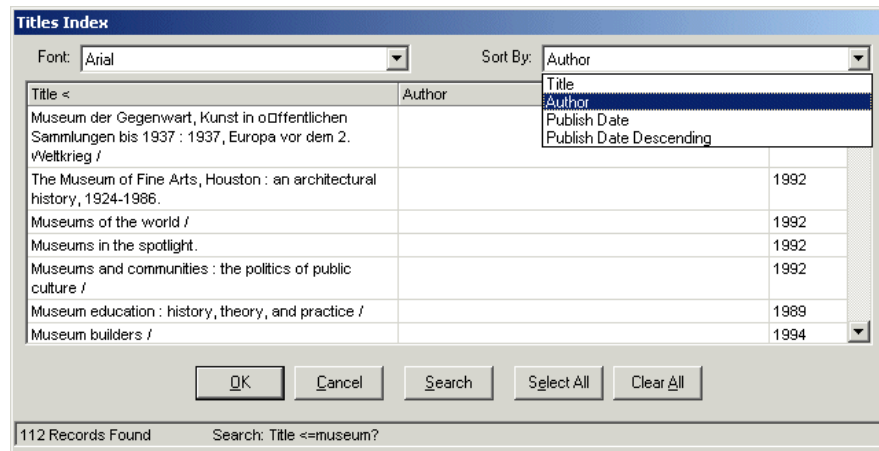 Titles Index
Font: Arial Sort By: Author
Title < Author
Title
Author
Publish Date
Publish Date Descending
Museum der Gegenwart, Kunst in o□ffentlichen
Sammlungen bis 1937 : 1937, Europa vor dem 2.
Weltkrieg /
The Museum of Fine Arts, Houston : an architectural 1992
history, 1924-1986.
Museums of the world / 1992
Museums in the spotlight. 1992
Museums and communities : the politics of public 1992
culture /
Museum education : history, theory, and practice / 1989
Museum builders / 1994
OK Cancel Search Select All Clear All
112 Records Found Search: Title <=museum?